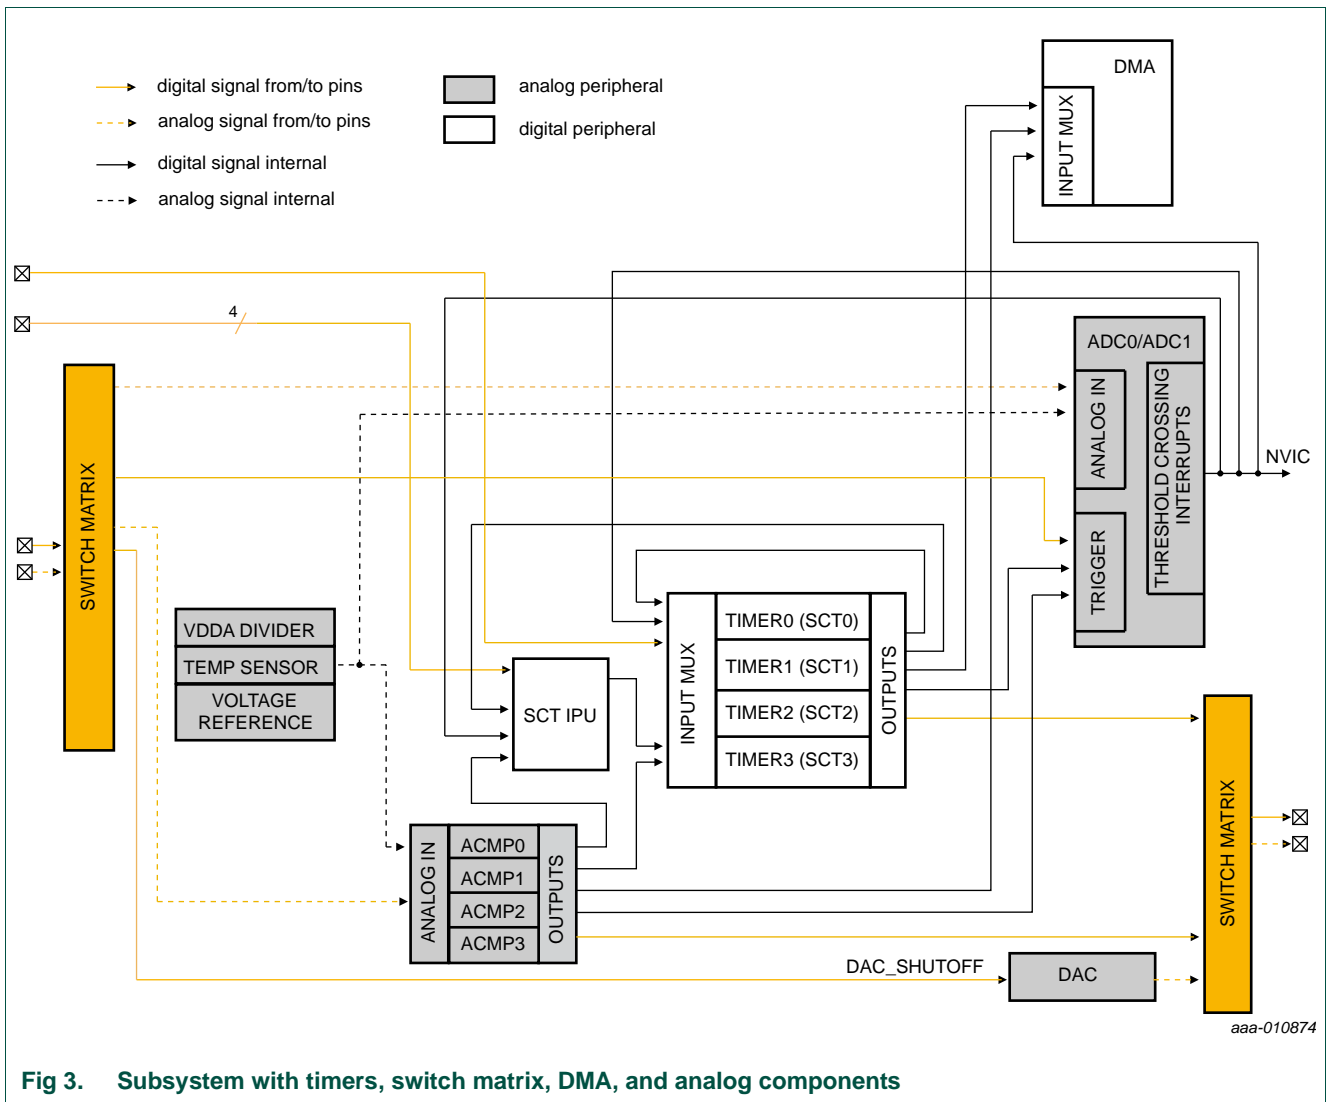 digital signal from/to pins
analog signal from/to pins
digital signal internal
analog signal internal
analog peripheral
digital peripheral
DMA
INPUT MUX
4
ADC0/ADC1
ANALOG IN
THRESHOLD CROSSING
INTERRUPTS
TRIGGER
NVIC
SWITCH MATRIX
VDDA DIVIDER
TEMP SENSOR
VOLTAGE
REFERENCE
SCT IPU
INPUT MUX
TIMER0 (SCT0)
TIMER1 (SCT1)
TIMER2 (SCT2)
TIMER3 (SCT3)
OUTPUTS
ANALOG IN
ACMP0
ACMP1
ACMP2
ACMP3
OUTPUTS
DAC_SHUTOFF
DAC
SWITCH MATRIX
aaa-010874
Fig 3. Subsystem with timers, switch matrix, DMA, and analog components